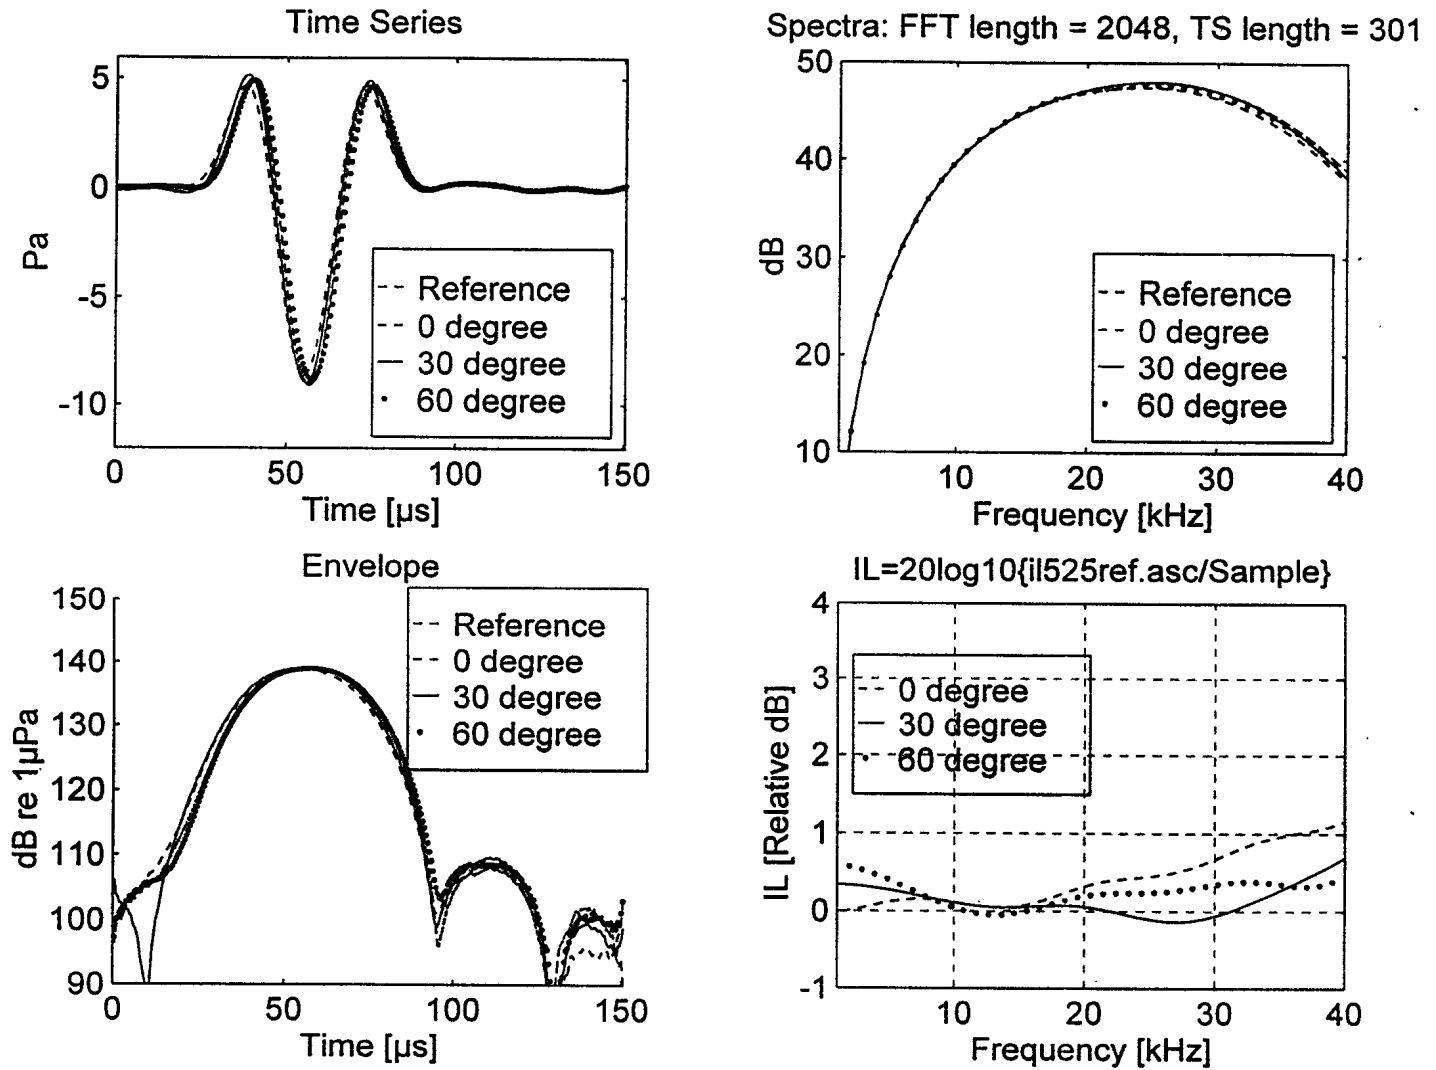 Time Series
5
0
-5
-10
Pa
0 50 100 150
Time [µs]
Reference
0 degree
30 degree
60 degree
Spectra: FFT length = 2048, TS length = 301
50
40
30
20
10
dB
10 20 30 40
Frequency [kHz]
Reference
0 degree
30 degree
60 degree
Envelope
150
140
130
120
110
100
90
dB re 1µPa
0 50 100 150
Time [µs]
Reference
0 degree
30 degree
60 degree
IL=20log10{il525ref.asc/Sample}
4
3
2
1
0
-1
IL [Relative dB]
10 20 30 40
Frequency [kHz]
0 degree
30 degree
60 degree